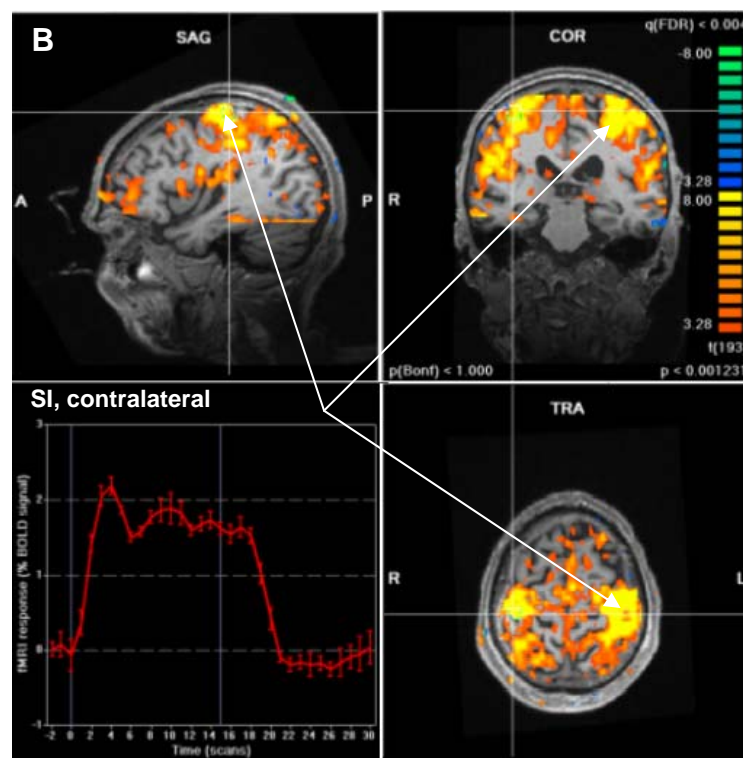 B
SAG
A
P
COR
q(FDR) < 0.004
-8.00
-3.28
8.00
3.28
t(193
R
p(Bonf) < 1.000
p < 0.001231
SI, contralateral
3
2
1
0
-1
fMRI response (% BOLD signal)
-2 0 2 4 6 8 10 12 14 16 18 20 22 24 26 28 30
Time (scans)
TRA
R
L